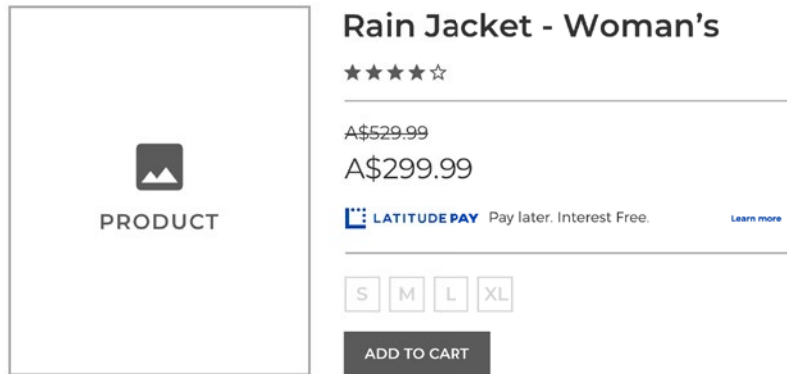 Rain Jacket - Woman’s
A$529.99
A$299.99
LATITUDE PAY Pay later. Interest Free. Learn more
PRODUCT
S M L XL
ADD TO CART